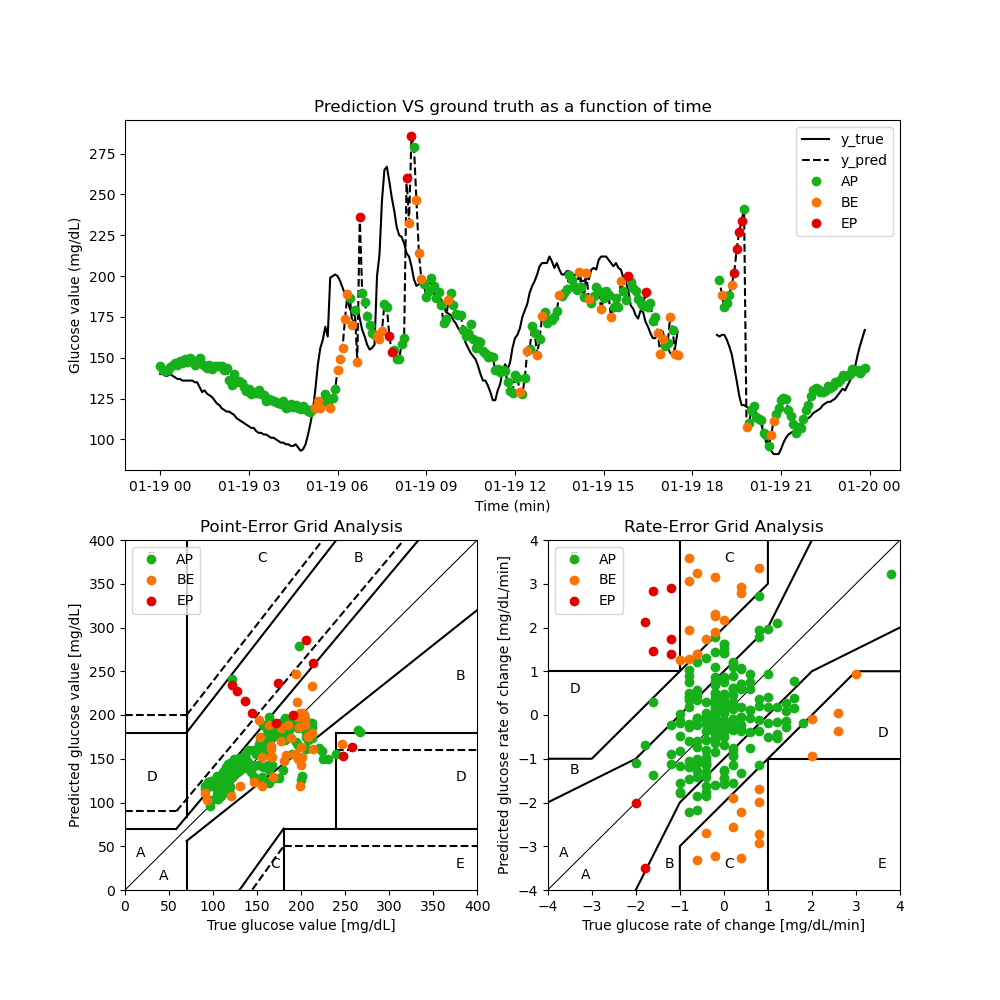 Prediction VS ground truth as a function of time
Glucose value (mg/dL)
275
250
225
200
175
150
125
100
y_true
y_pred
AP
BE
EP
01-19 00 01-19 03 01-19 06 01-19 09 01-19 12 01-19 15 01-19 18 01-19 21 01-20 00
Time (min)
Point-Error Grid Analysis
Predicted glucose value [mg/dL]
400
350
300
250
200
150
100
50
0
AP
BE
EP
C
B
B
D
D
A
A
C
E
0 50 100 150 200 250 300 350 400
True glucose value [mg/dL]
Rate-Error Grid Analysis
Predicted glucose rate of change [mg/dL/min]
4
3
2
1
0
−1
−2
−3
−4
AP
BE
EP
C
D
D
B
A
A
B
C
E
−4 −3 −2 −1 0 1 2 3 4
True glucose rate of change [mg/dL/min]